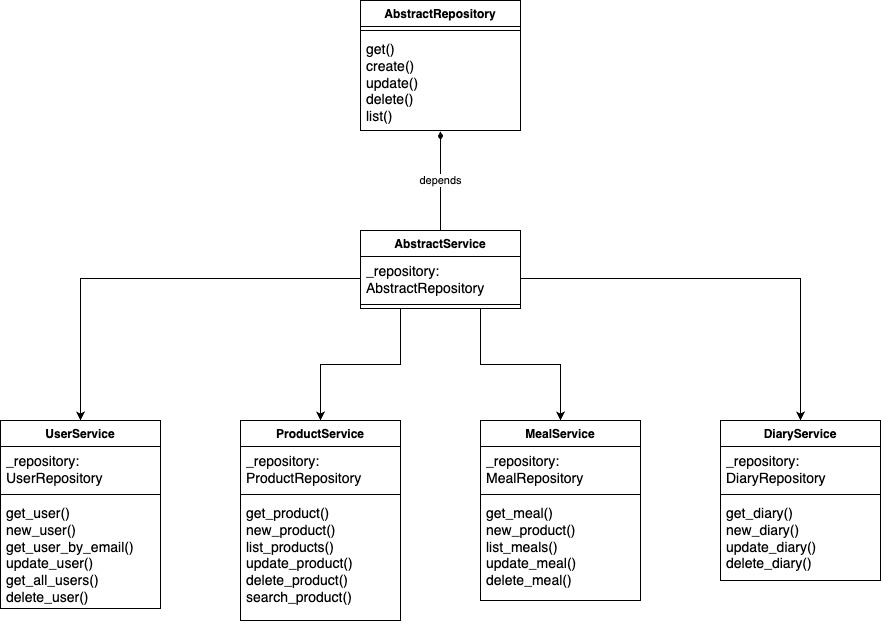 AbstractRepository
get()
create()
update()
delete()
list()
depends
AbstractService
_repository:
AbstractRepository
UserService
_repository:
UserRepository
get_user()
new_user()
get_user_by_email()
update_user()
get_all_users()
delete_user()
ProductService
_repository:
ProductRepository
get_product()
new_product()
list_products()
update_product()
delete_product()
search_product()
MealService
_repository:
MealRepository
get_meal()
new_product()
list_meals()
update_meal()
delete_meal()
DiaryService
_repository:
DiaryRepository
get_diary()
new_diary()
update_diary()
delete_diary()